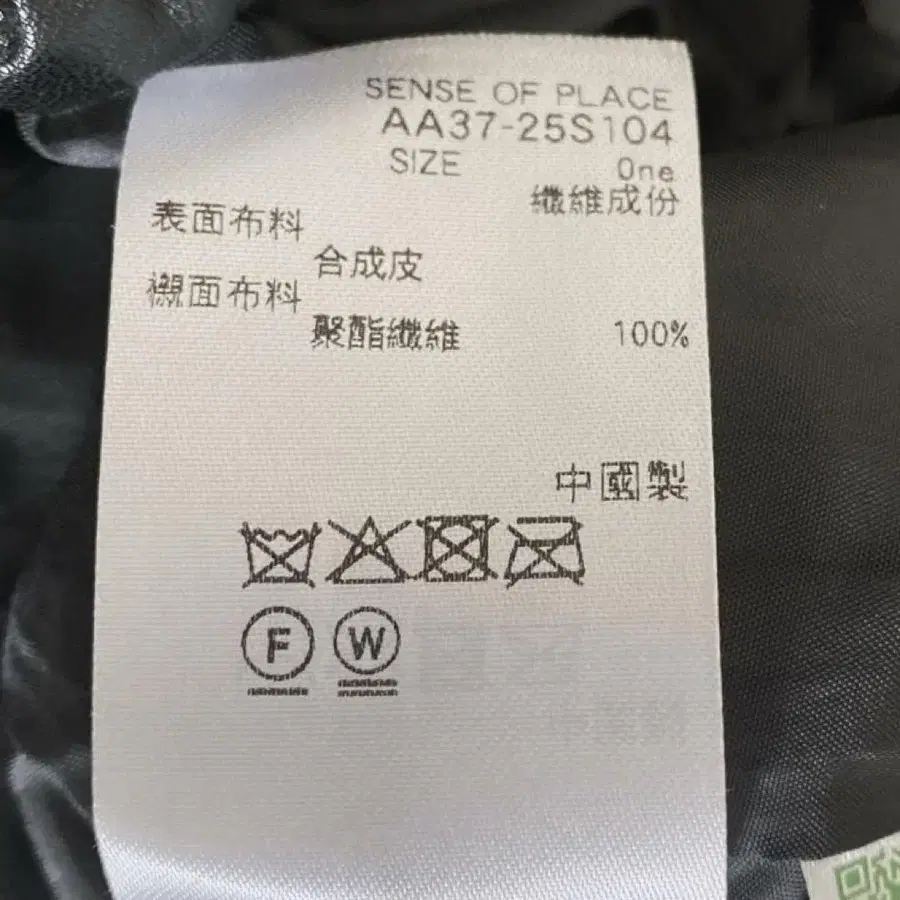 SENSE OF PLACE
AA37-25S104
SIZE One
纖維成份
表面布料
合成皮
襯面布料
聚酯纖維 100%
中國製
F W